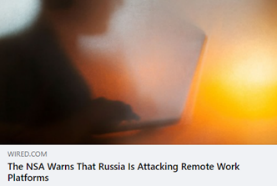 WIRED.COM
The NSA Warns That Russia Is Attacking Remote Work
Platforms